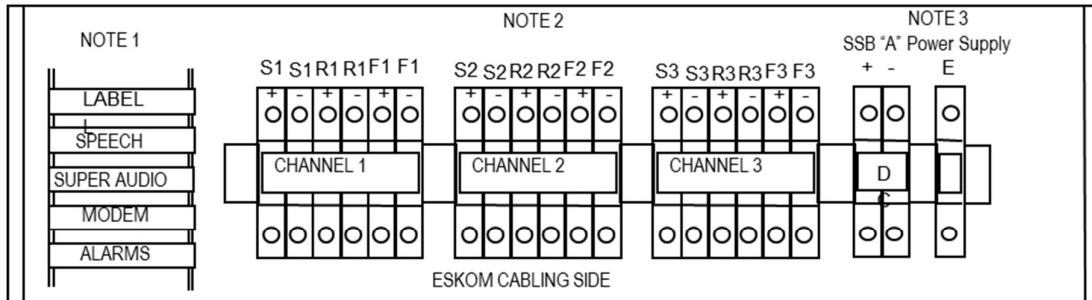 NOTE 1
LABEL
L
SPEECH
SUPER AUDIO
MODEM
ALARMS
NOTE 2
S1 S1 R1 R1 F1 F1
+ - + - + -
CHANNEL 1
S2 S2 R2 R2 F2 F2
+ - + - + -
CHANNEL 2
S3 S3 R3 R3 F3 F3
+ - + - + -
CHANNEL 3
ESKOM CABLING SIDE
NOTE 3
SSB “A” Power Supply
+ - E
D
C